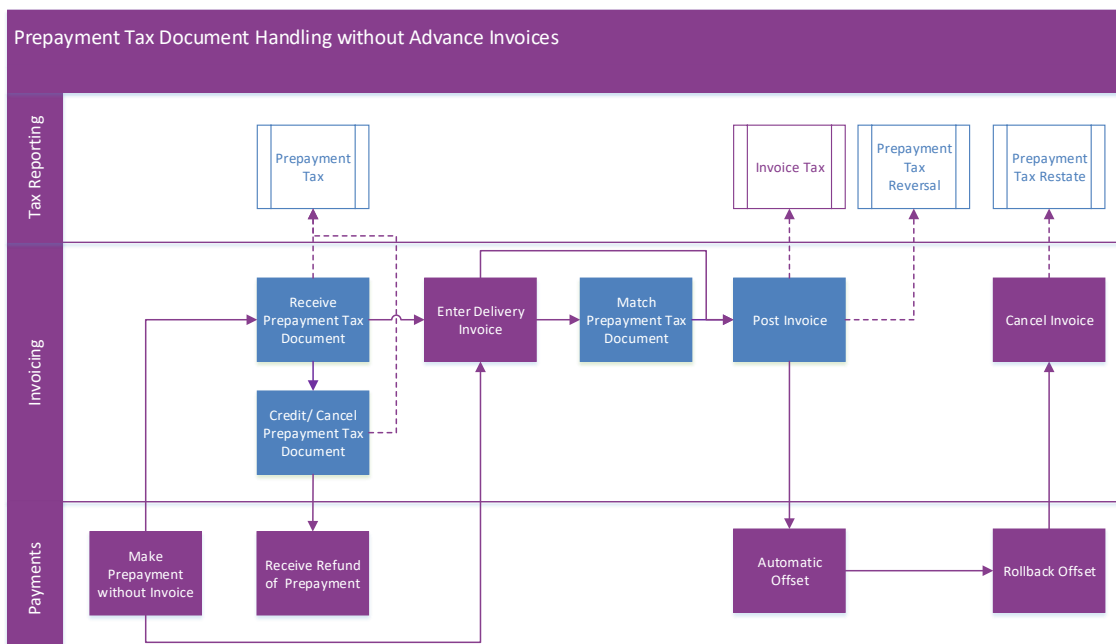 Prepayment Tax Document Handling without Advance Invoices
Tax Reporting
Prepayment
Tax
Invoice Tax
Prepayment
Tax
Reversal
Prepayment
Tax Restate
Invoicing
Receive
Prepayment Tax
Document
Enter Delivery
Invoice
Match
Prepayment Tax
Document
Post Invoice
Cancel Invoice
Credit/ Cancel
Prepayment Tax
Document
Payments
Make
Prepayment
without Invoice
Receive Refund
of Prepayment
Automatic
Offset
Rollback Offset